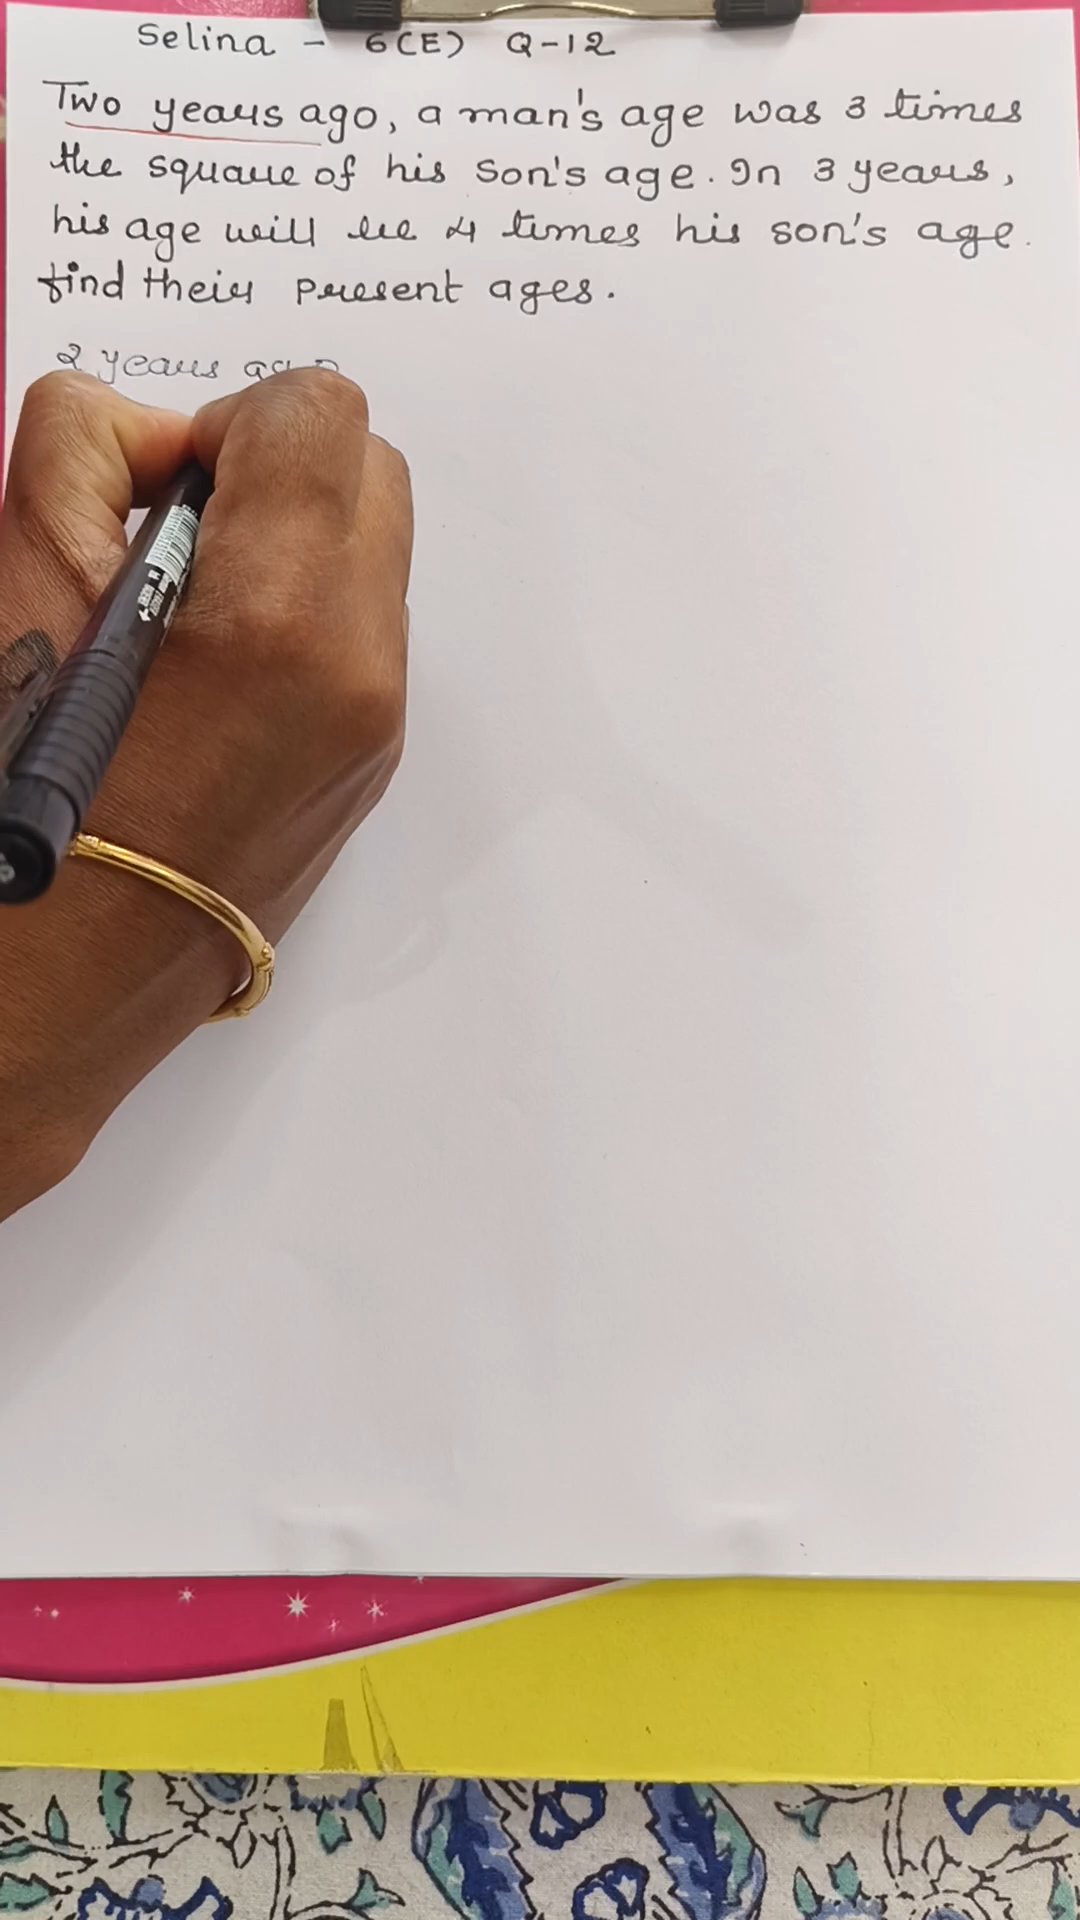 Selina - 6(E) Q-12
Two years ago, a man's age was 3 times
the square of his son's age. In 3 years,
his age will be 4 times his son's age.
find their present ages.
2 years ago